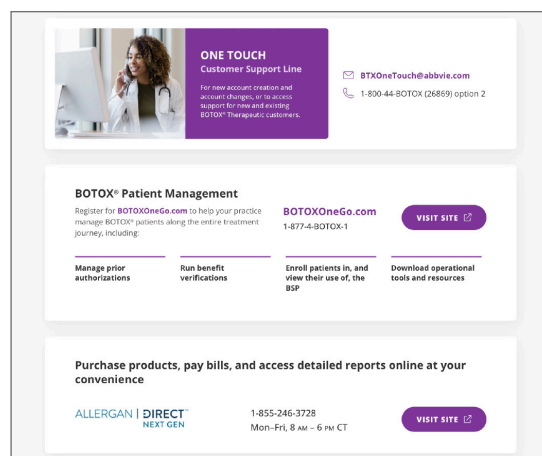 ONE TOUCH
Customer Support Line
For new account creation and
account changes, or to access
support for new and existing
BOTOX® Therapeutic customers.
BTXOneTouch@abbvie.com
1-800-44-BOTOX (26869) option 2
BOTOX® Patient Management
Register for BOTOXOneGo.com to help your practice
manage BOTOX® patients along the entire treatment
journey, including:
BOTOXOneGo.com
1-877-4-BOTOX-1
VISIT SITE
Manage prior
authorizations
Run benefit
verifications
Enroll patients in, and
view their use of, the
BSP
Download operational
tools and resources
Purchase products, pay bills, and access detailed reports online at your
convenience
ALLERGAN | DIRECT™
NEXT GEN
1-855-246-3728
Mon–Fri, 8 AM – 6 PM CT
VISIT SITE